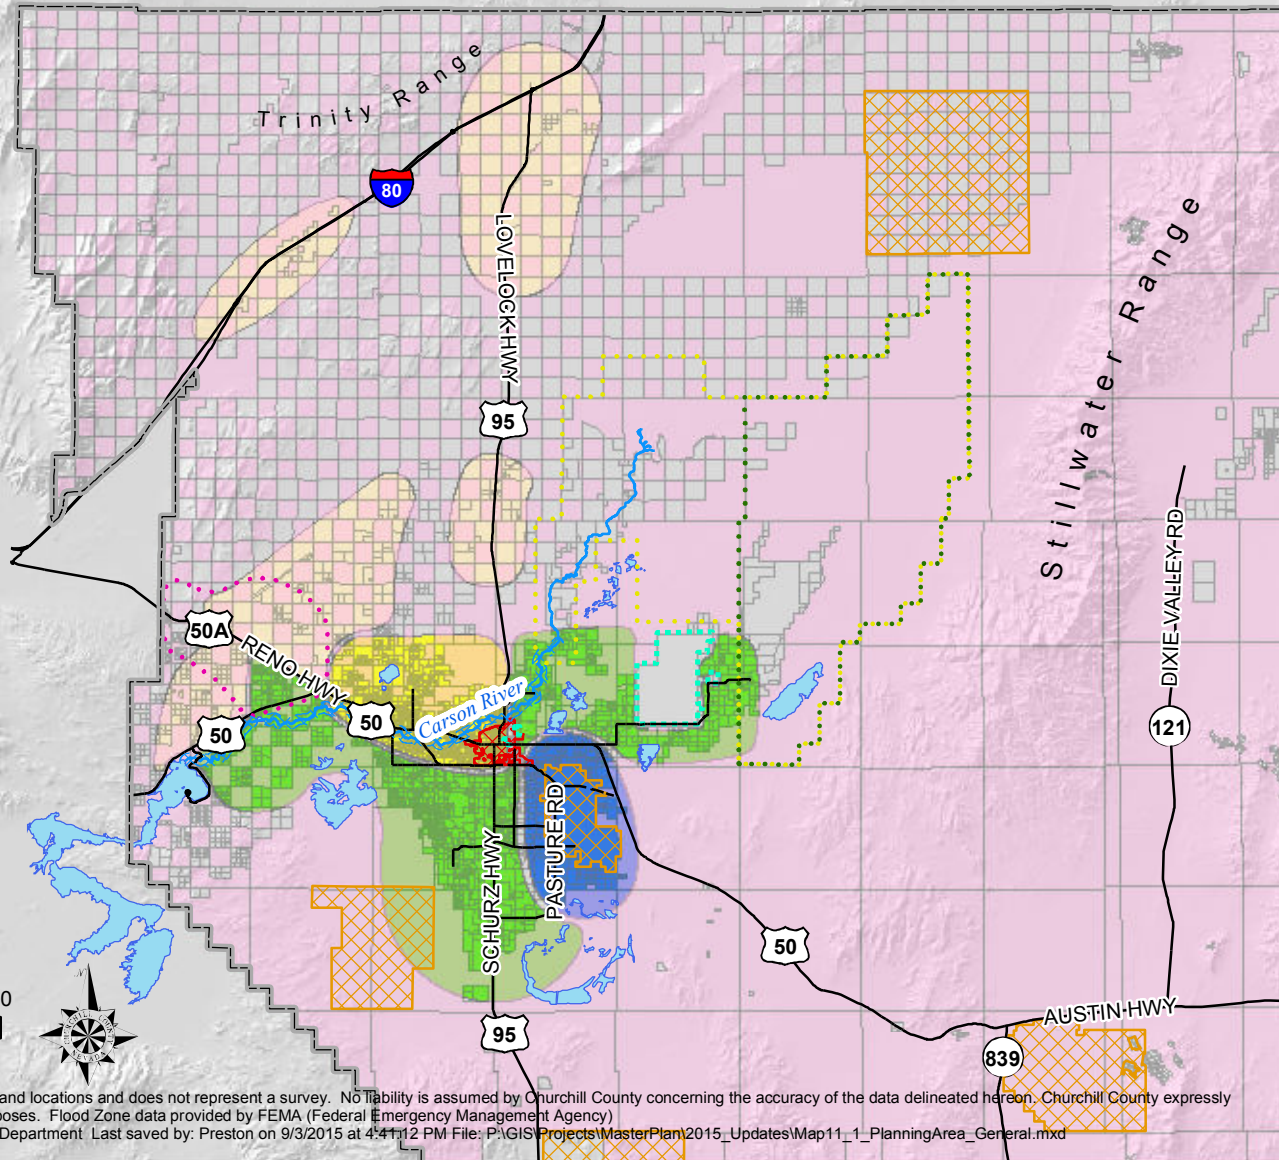 Trinity Range
80
LOVELOCK HWY
Stillwater Range
95
DIXIE VALLEY RD
50A
RENO HWY
50
50
Carson River
121
PASTURE RD
SCHURZ HWY
50
0
CHURCHILL COUNTY
NEVADA
AUSTIN HWY
95
839
and locations and does not represent a survey. No liability is assumed by Churchill County concerning the accuracy of the data delineated hereon. Churchill County expressly
poses. Flood Zone data provided by FEMA (Federal Emergency Management Agency)
Department Last saved by: Preston on 9/3/2015 at 4:41:12 PM File: P:\GIS\Projects\MasterPlan\2015_Updates\Map11_1_PlanningArea_General.mxd